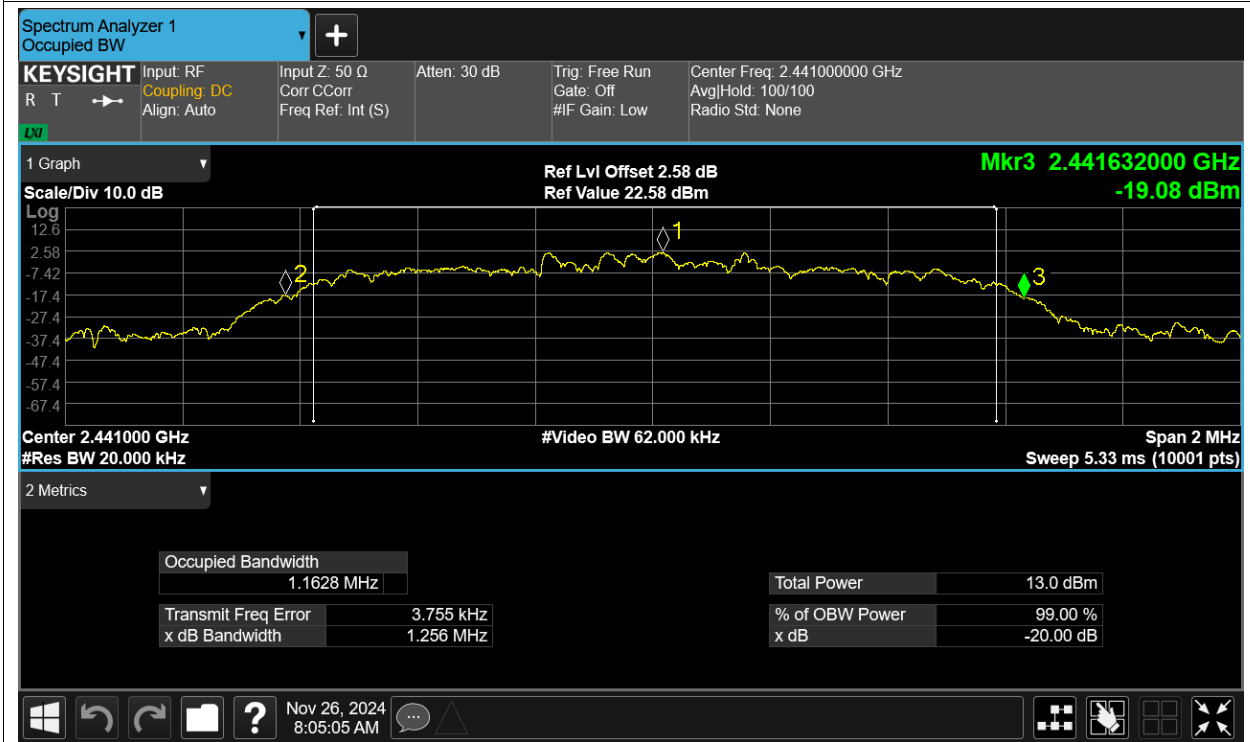 Spectrum Analyzer 1
Occupied BW
+
KEYSIGHT Input: RF Input Z: 50 Ω Atten: 30 dB Trig: Free Run Center Freq: 2.441000000 GHz
R T Coupling: DC Corr CCorr Gate: Off Avg|Hold: 100/100
Align: Auto Freq Ref: Int (S) #IF Gain: Low Radio Std: None
LXI
1 Graph Ref Lvl Offset 2.58 dB Mkr3 2.441632000 GHz
Scale/Div 10.0 dB Ref Value 22.58 dBm -19.08 dBm
Log
12.6
2.58
-7.42
-17.4
-27.4
-37.4
-47.4
-57.4
-67.4
1
2
3
Center 2.441000 GHz #Video BW 62.000 kHz Span 2 MHz
#Res BW 20.000 kHz Sweep 5.33 ms (10001 pts)
2 Metrics
Occupied Bandwidth
1.1628 MHz Total Power 13.0 dBm
Transmit Freq Error 3.755 kHz % of OBW Power 99.00 %
x dB Bandwidth 1.256 MHz x dB -20.00 dB
? Nov 26, 2024
8:05:05 AM